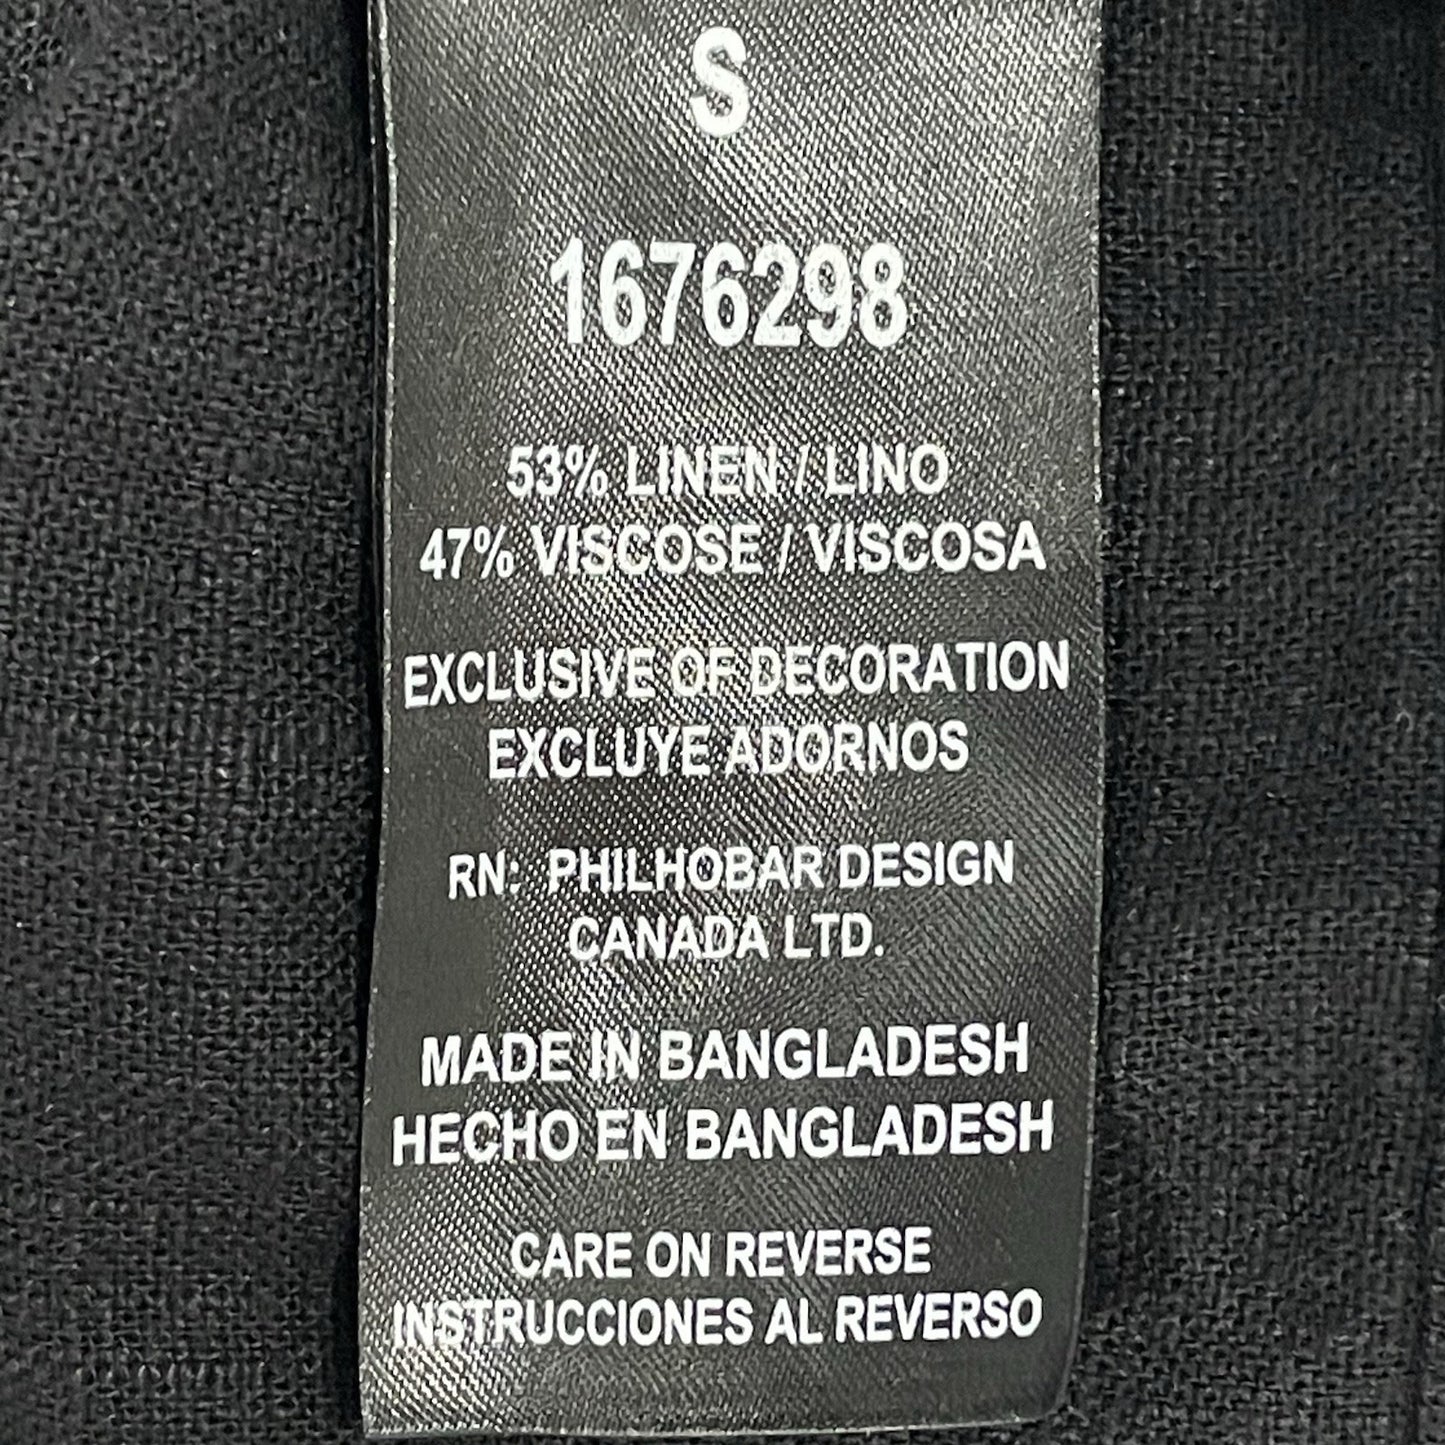 S
1676298
53% LINEN / LINO
47% VISCOSE / VISCOSA
EXCLUSIVE OF DECORATION
EXCLUYE ADORNOS
RN: PHILHOBAR DESIGN
CANADA LTD.
MADE IN BANGLADESH
HECHO EN BANGLADESH
CARE ON REVERSE
INSTRUCCIONES AL REVERSO